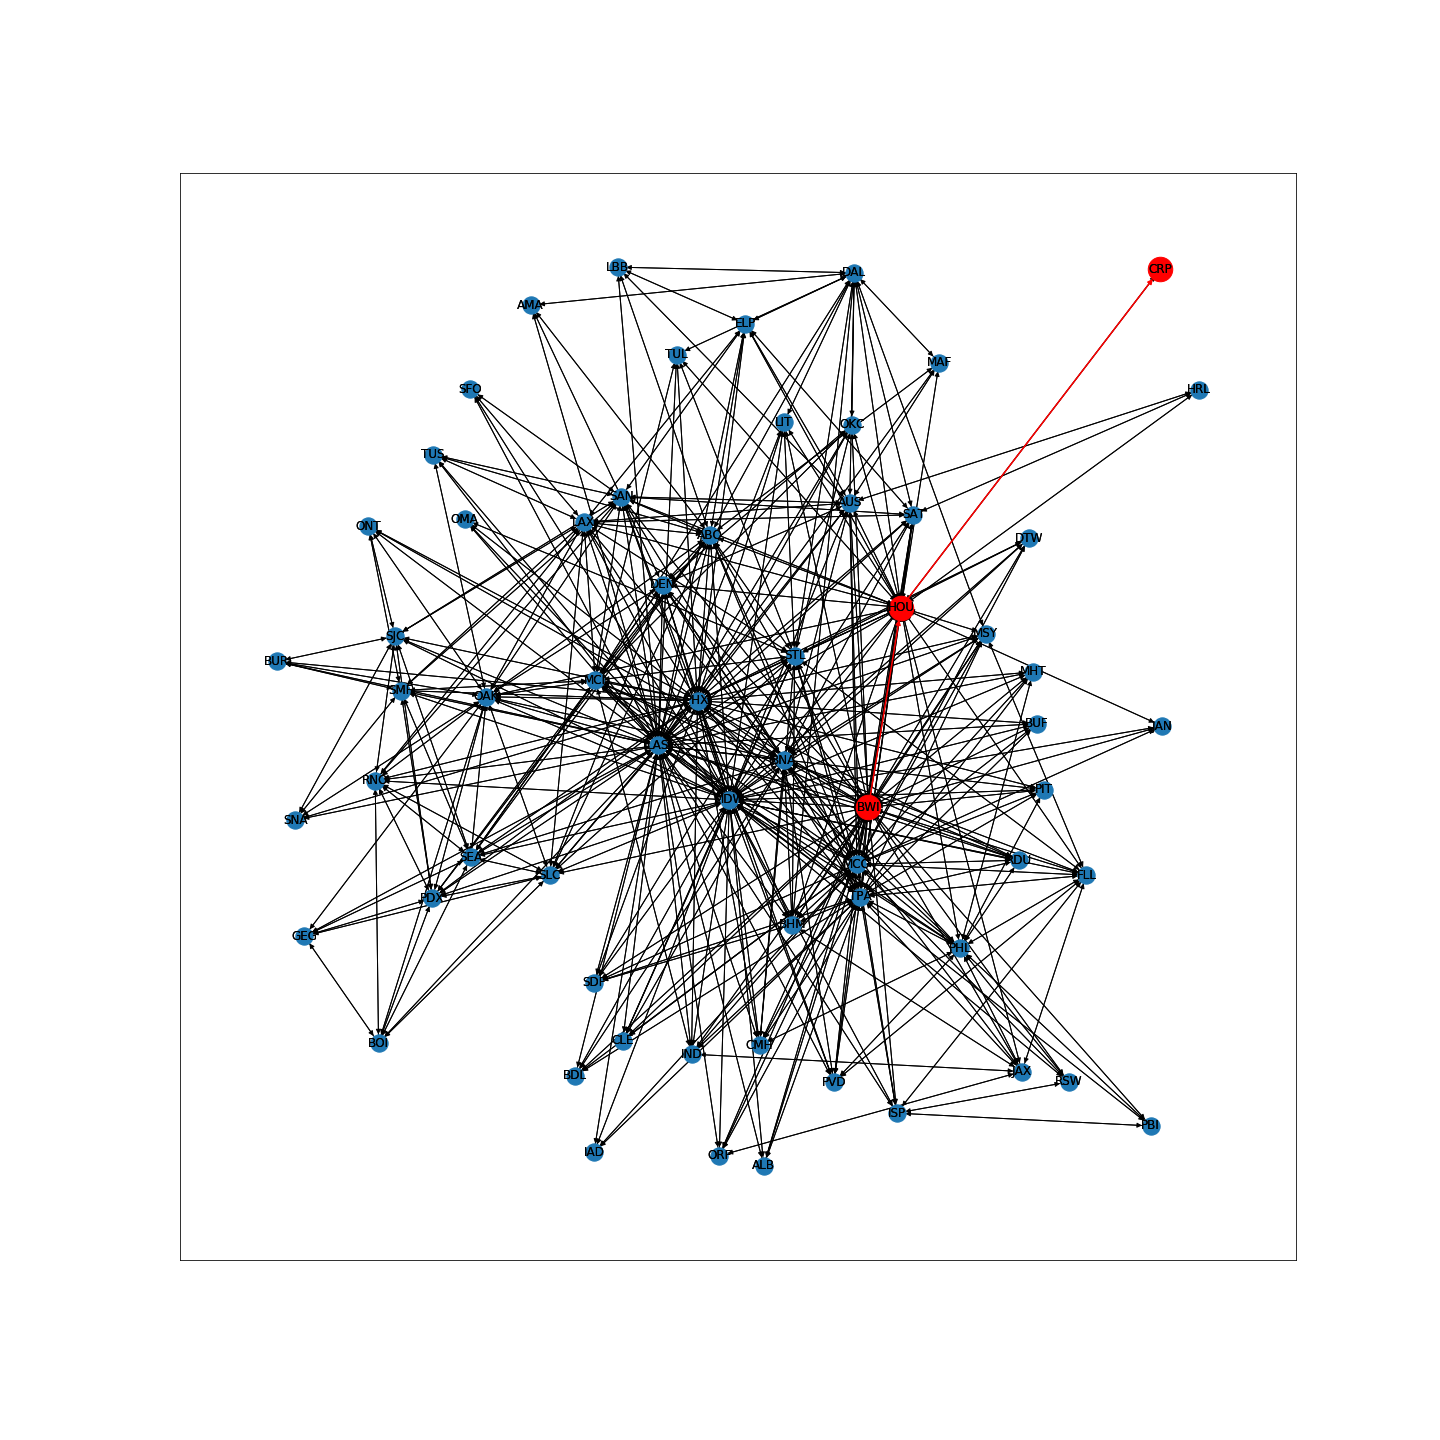 LBB
DAL
CRP
AMA
ELP
TUL
MAF
SFO
HRL
LIT
OKC
TUS
SAN
AUS
SAT
OMA
LAX
ONT
ABQ
DTW
DEN
HOU
MSY
SJC
STL
BUR
MHT
MCI
SMF
OAK
PHX
BUF
JAN
LAS
BNA
RNO
PIT
MDW
BWI
SNA
SEA
RDU
MCO
SLC
FLL
PDX
TPA
BHM
GEG
PHL
SDF
CLE
BOI
CMH
IND
JAX
BDL
PVD
RSW
ISP
PBI
IAD
ORF
ALB